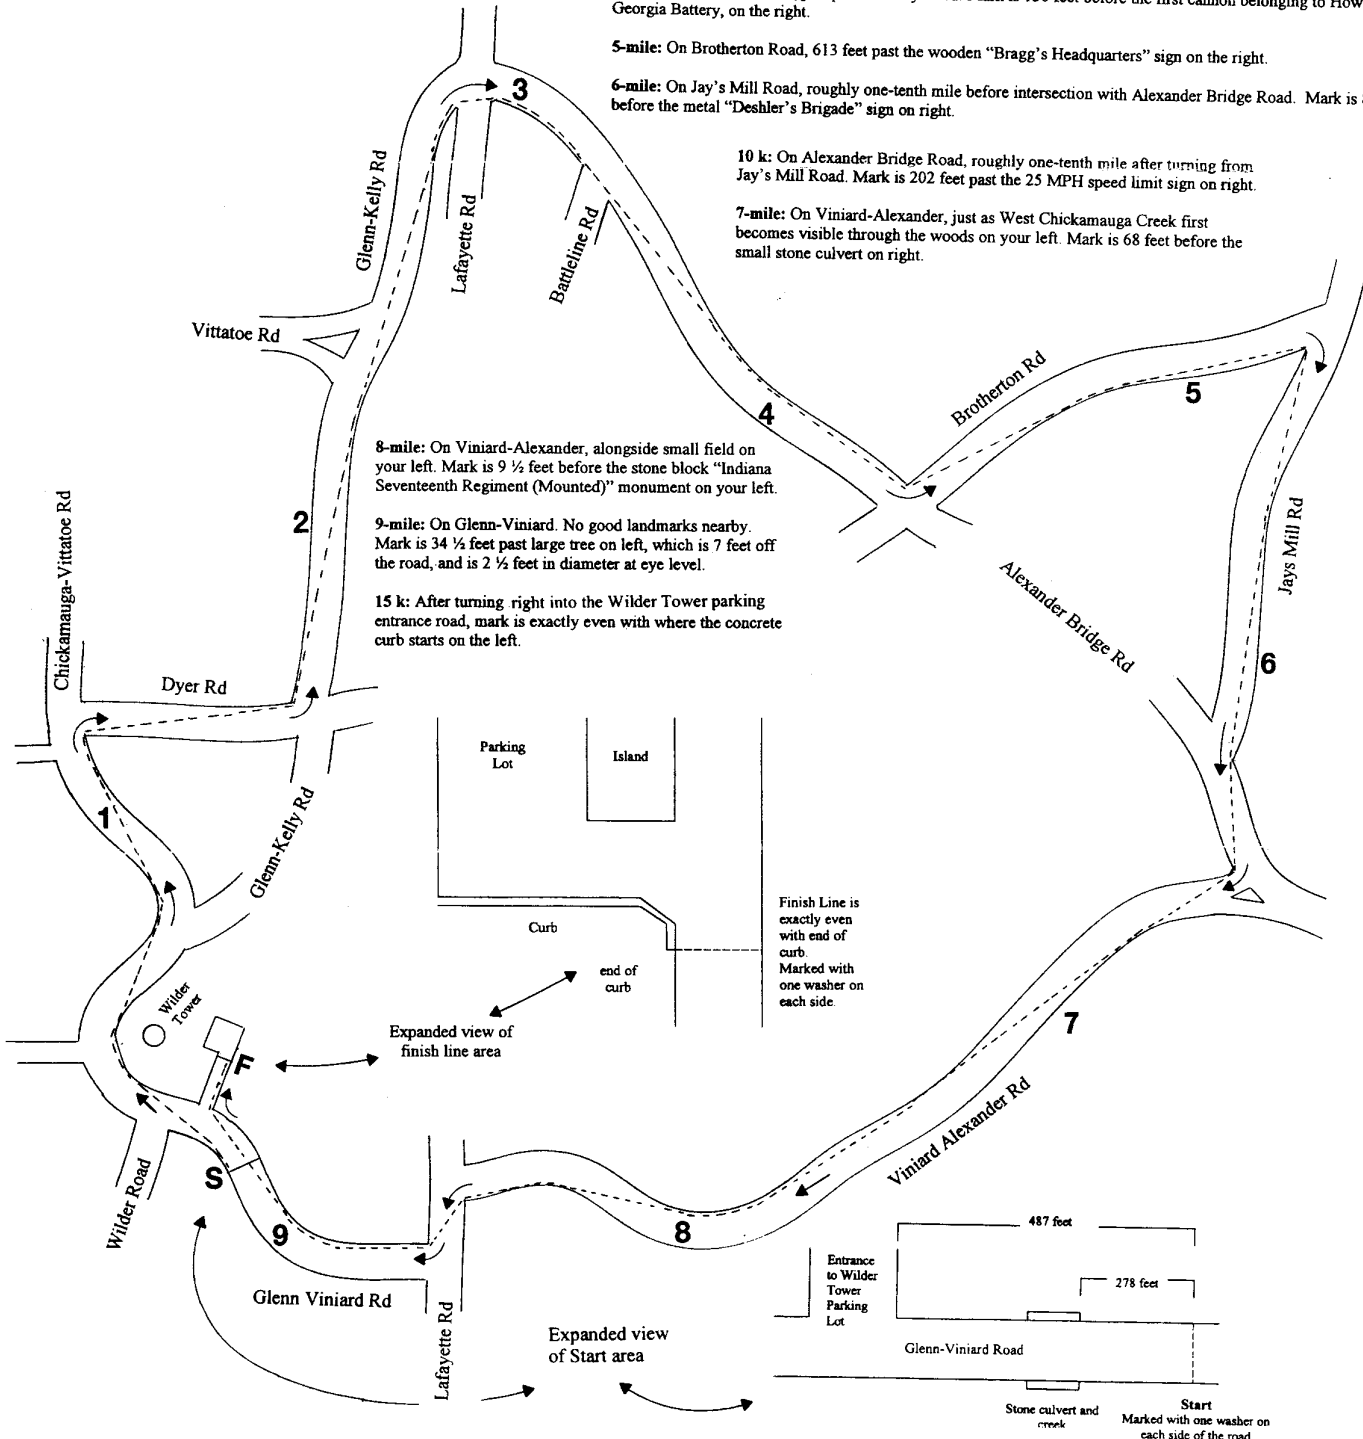 Georgia Battery, on the right.
5-mile: On Brotherton Road, 613 feet past the wooden “Bragg's Headquarters” sign on the right.
6-mile: On Jay's Mill Road, roughly one-tenth mile before intersection with Alexander Bridge Road. Mark is
before the metal “Deshler's Brigade” sign on right.
10 k: On Alexander Bridge Road, roughly one-tenth mile after turning from
Jay's Mill Road. Mark is 202 feet past the 25 MPH speed limit sign on right.
7-mile: On Viniard-Alexander, just as West Chickamauga Creek first
becomes visible through the woods on your left. Mark is 68 feet before the
small stone culvert on right.
3
Glenn-Kelly Rd
Lafayette Rd
Battleline Rd
Vittatoe Rd
Brotherton Rd
5
4
8-mile: On Viniard-Alexander, alongside small field on
your left. Mark is 9 ½ feet before the stone block “Indiana
Seventeenth Regiment (Mounted)” monument on your left.
9-mile: On Glenn-Viniard. No good landmarks nearby.
Mark is 34 ½ feet past large tree on left, which is 7 feet off
the road, and is 2 ½ feet in diameter at eye level.
15 k: After turning right into the Wilder Tower parking
entrance road, mark is exactly even with where the concrete
curb starts on the left.
2
Chickamauga-Vittatoe Rd
Jays Mill Rd
Alexander Bridge Rd
6
Dyer Rd
Parking
Lot
Island
1
Glenn-Kelly Rd
Curb
end of
curb
Finish Line is
exactly even
with end of
curb.
Marked with
one washer on
each side.
Wilder
Tower
Expanded view of
finish line area
F
7
Viniard Alexander Rd
S
Wilder Road
9
8
Glenn Viniard Rd
Lafayette Rd
Expanded view
of Start area
487 feet
278 feet
Entrance
to Wilder
Tower
Parking
Lot
Glenn-Viniard Road
Stone culvert and
creek
Start
Marked with one washer on
each side of the road